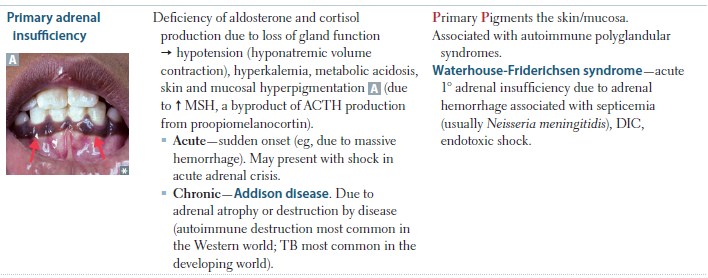 Primary adrenal
insufficiency
A
Deficiency of aldosterone and cortisol
production due to loss of gland function
→ hypotension (hyponatremic volume
contraction), hyperkalemia, metabolic acidosis,
skin and mucosal hyperpigmentation A (due
to ↑ MSH, a byproduct of ACTH production
from proopiomelanocortin).
▪ Acute—sudden onset (eg, due to massive
hemorrhage). May present with shock in
acute adrenal crisis.
▪ Chronic—Addison disease. Due to
adrenal atrophy or destruction by disease
(autoimmune destruction most common in
the Western world; TB most common in the
developing world).
Primary Pigments the skin/mucosa.
Associated with autoimmune polyglandular
syndromes.
Waterhouse-Friderichsen syndrome—acute
1° adrenal insufficiency due to adrenal
hemorrhage associated with septicemia
(usually Neisseria meningitidis), DIC,
endotoxic shock.